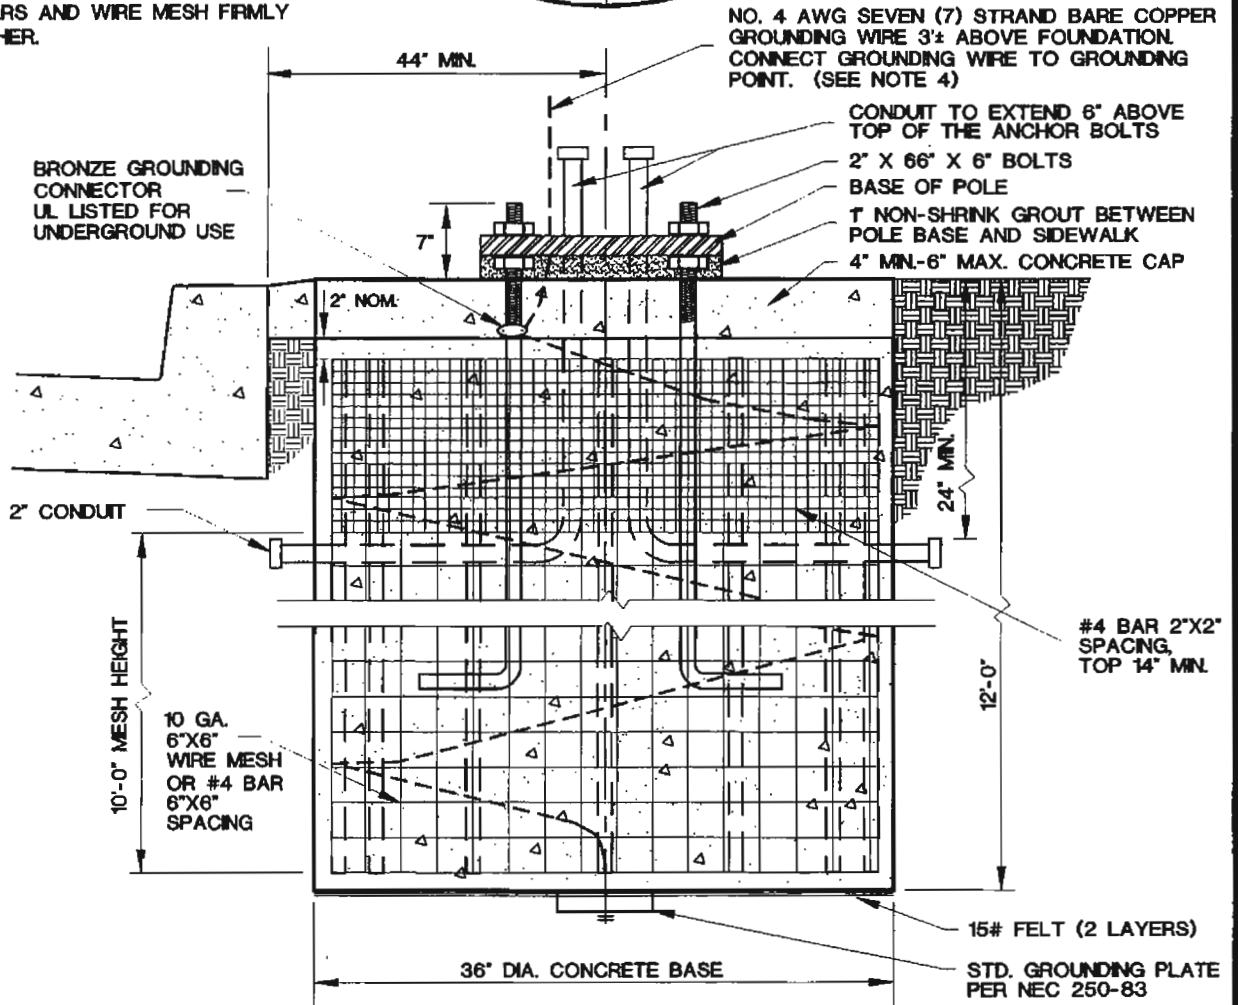 RS AND WIRE MESH FIRMLY
HER.
NO. 4 AWG SEVEN (7) STRAND BARE COPPER
GROUNDING WIRE 3'± ABOVE FOUNDATION.
CONNECT GROUNDING WIRE TO GROUNDING
POINT. (SEE NOTE 4)
44" MIN.
CONDUIT TO EXTEND 6" ABOVE
TOP OF THE ANCHOR BOLTS
BRONZE GROUNDING
CONNECTOR
UL LISTED FOR
UNDERGROUND USE
2" X 66" X 6" BOLTS
BASE OF POLE
1" NON-SHRINK GROUT BETWEEN
POLE BASE AND SIDEWALK
7"
4" MIN.-6" MAX. CONCRETE CAP
2" NOM.
24" MIN.
2" CONDUIT
#4 BAR 2"X2"
SPACING,
TOP 14" MIN.
12'-0"
10'-0" MESH HEIGHT
10 GA.
6"X6"
WIRE MESH
OR #4 BAR
6"X6"
SPACING
15# FELT (2 LAYERS)
36" DIA. CONCRETE BASE
STD. GROUNDING PLATE
PER NEC 250-83